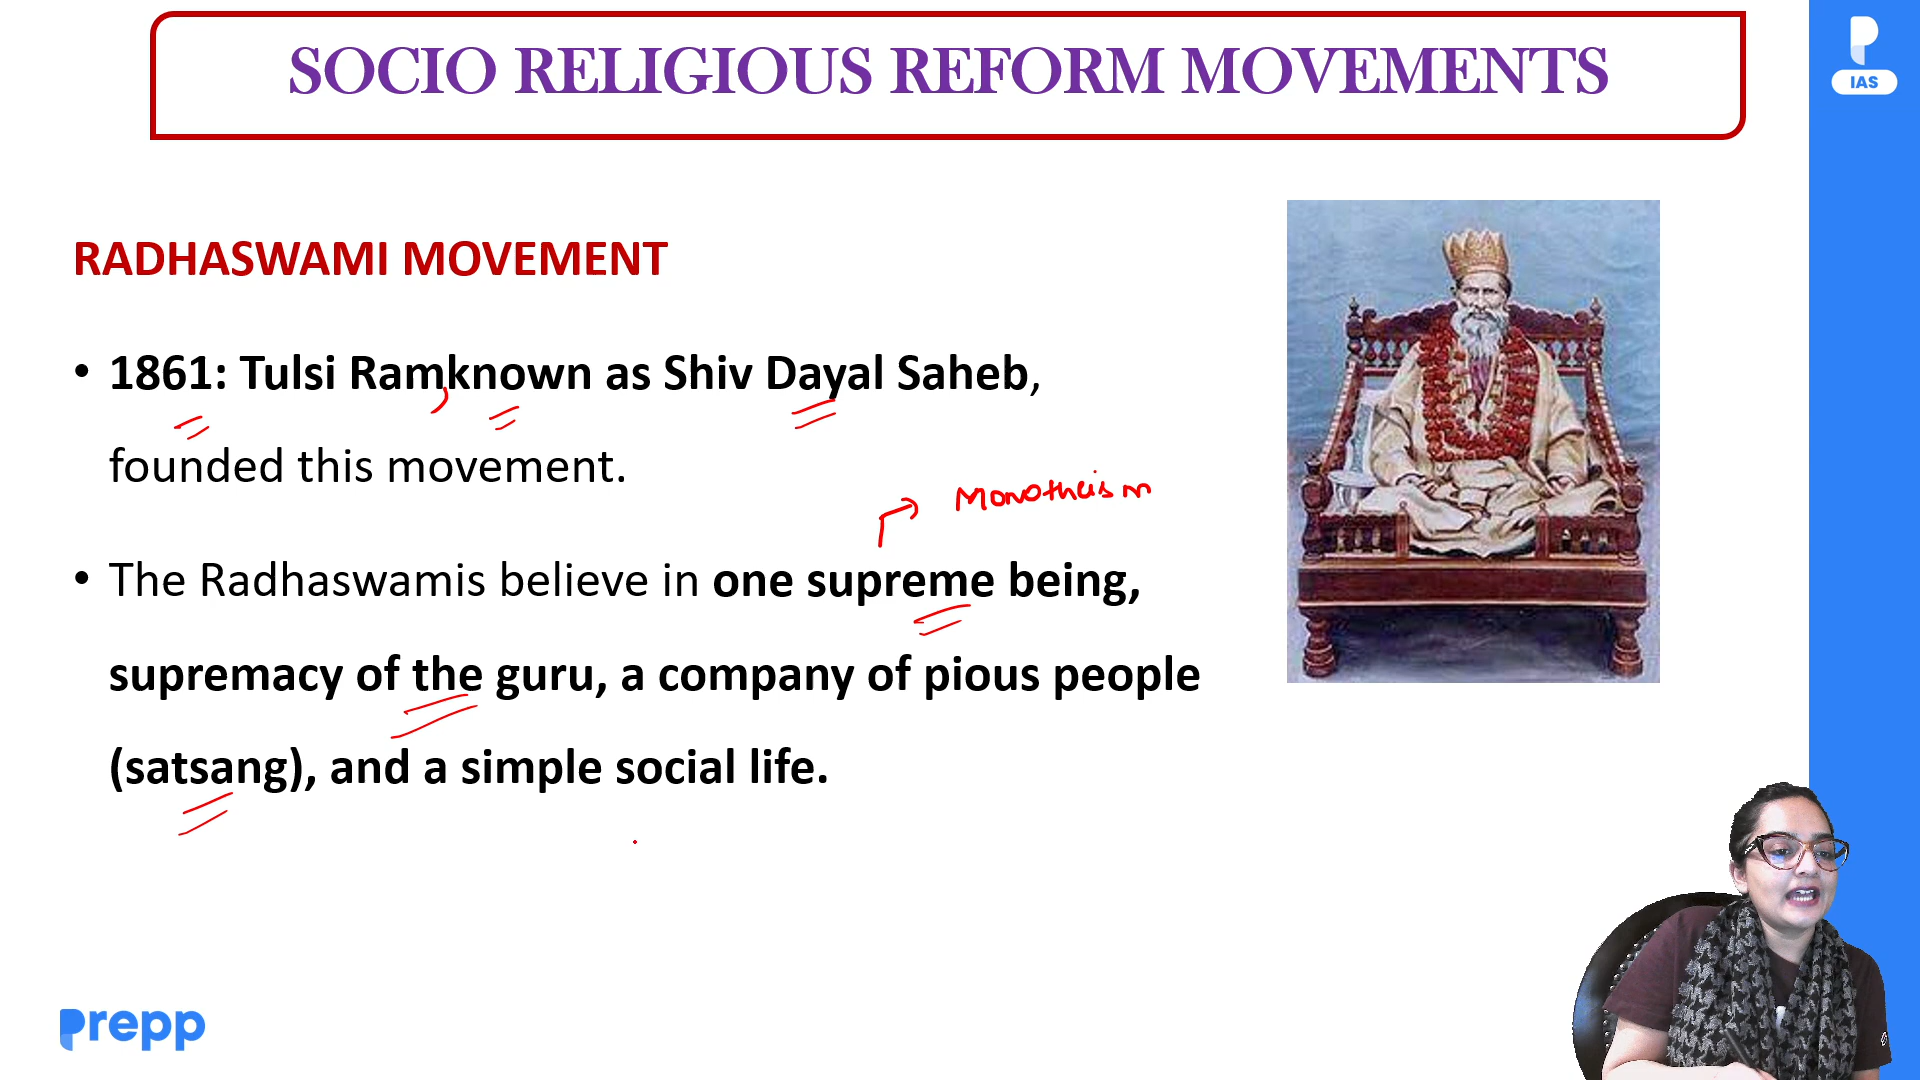 SOCIO RELIGIOUS REFORM MOVEMENTS
IAS
RADHASWAMI MOVEMENT
• 1861: Tulsi Ramknown as Shiv Dayal Saheb,
founded this movement.
Monotheism
• The Radhaswamis believe in one supreme being,
supremacy of the guru, a company of pious people
(satsang), and a simple social life.
prepp